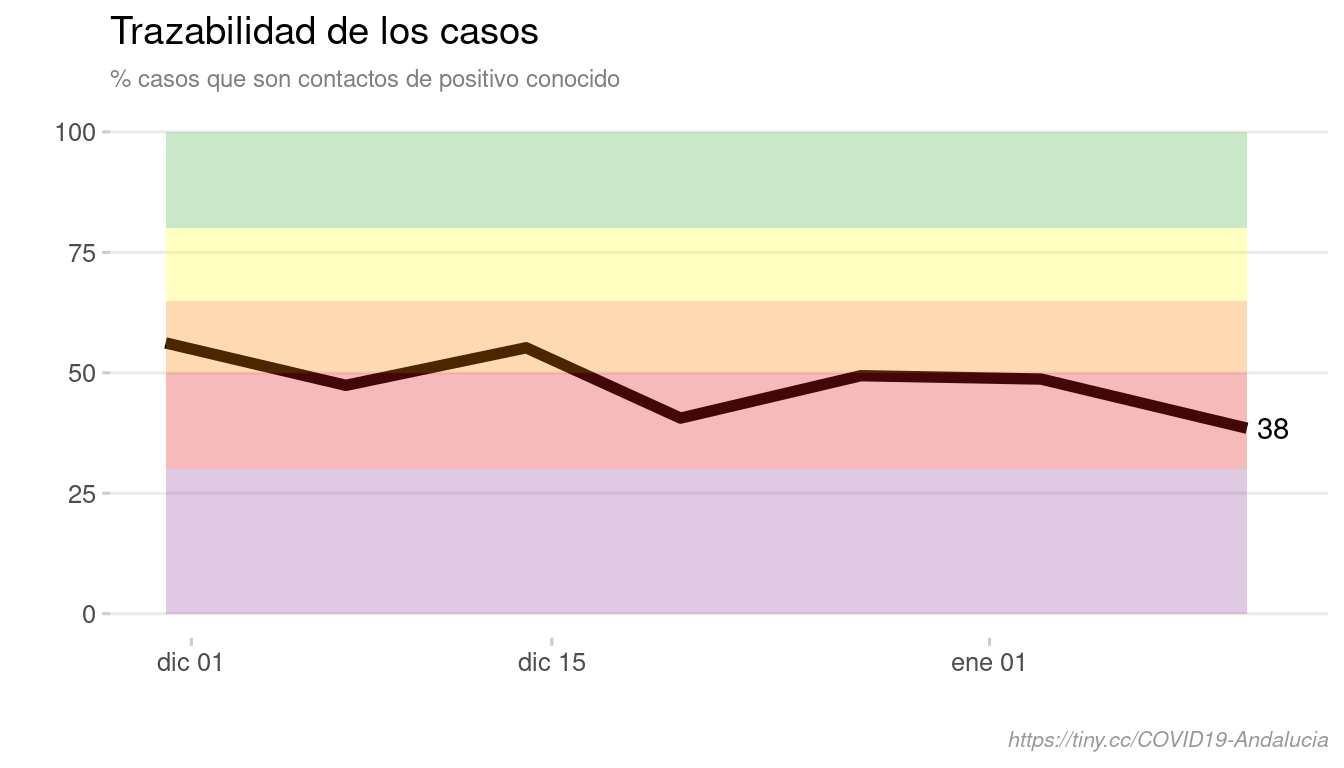 Trazabilidad de los casos
% casos que son contactos de positivo conocido
100
75
50
25
0
38
dic 01
dic 15
ene 01
https://tiny.cc/COVID19-Andalucia